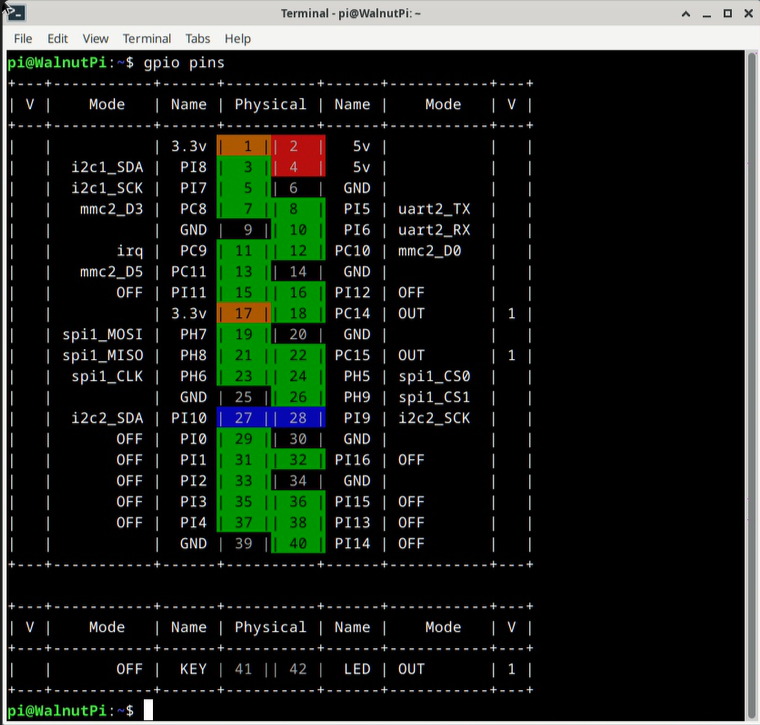 Terminal - pi@WalnutPi: ~
File Edit View Terminal Tabs Help
pi@WalnutPi:~$ gpio pins
+---+-----------+------+----------+------+-----------+---+
| V | Mode | Name | Physical | Name | Mode | V |
+---+-----------+------+----------+------+-----------+---+
| | | 3.3v | 1 || 2 | 5v | | |
| | i2c1_SDA | PI8 | 3 || 4 | 5v | | |
| | i2c1_SCK | PI7 | 5 || 6 | GND | | |
| | mmc2_D3 | PC8 | 7 || 8 | PI5 | uart2_TX | |
| | | GND | 9 || 10 | PI6 | uart2_RX | |
| | irq | PC9 | 11 || 12 | PC10 | mmc2_D0 | |
| | mmc2_D5 | PC11 | 13 || 14 | GND | | |
| | OFF | PI11 | 15 || 16 | PI12 | OFF | |
| | | 3.3v | 17 || 18 | PC14 | OUT | 1 |
| | spi1_MOSI | PH7 | 19 || 20 | GND | | |
| | spi1_MISO | PH8 | 21 || 22 | PC15 | OUT | 1 |
| | spi1_CLK | PH6 | 23 || 24 | PH5 | spi1_CS0 | |
| | | GND | 25 || 26 | PH9 | spi1_CS1 | |
| | i2c2_SDA | PI10 | 27 || 28 | PI9 | i2c2_SCK | |
| | OFF | PI0 | 29 || 30 | GND | | |
| | OFF | PI1 | 31 || 32 | PI16 | OFF | |
| | OFF | PI2 | 33 || 34 | GND | | |
| | OFF | PI3 | 35 || 36 | PI15 | OFF | |
| | OFF | PI4 | 37 || 38 | PI13 | OFF | |
| | | GND | 39 || 40 | PI14 | OFF | |
+---+-----------+------+----------+------+-----------+---+
+---+-----------+------+----------+------+-----------+---+
| V | Mode | Name | Physical | Name | Mode | V |
+---+-----------+------+----------+------+-----------+---+
| | OFF | KEY | 41 || 42 | LED | OUT | 1 |
+---+-----------+------+----------+------+-----------+---+
pi@WalnutPi:~$